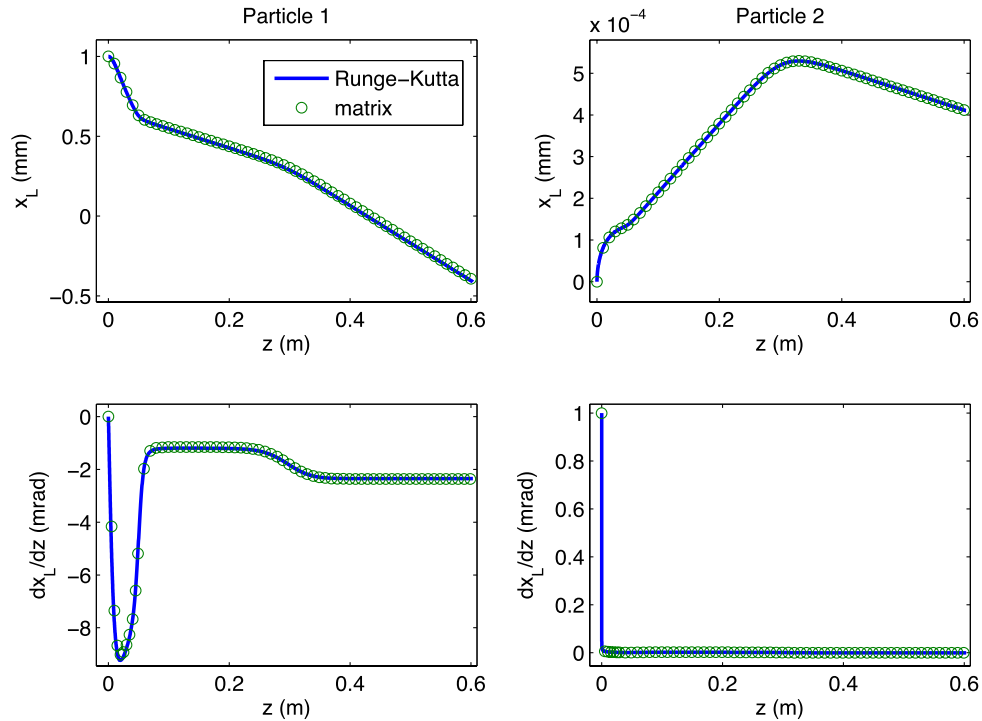 Particle 1
1
0.5
0
−0.5
x_L (mm)
Runge−Kutta
matrix
0 0.2 0.4 0.6
z (m)
Particle 2
x 10^−4
5
4
3
2
1
0
x_L (mm)
0 0.2 0.4 0.6
z (m)
0
−2
−4
−6
−8
dx_L/dz (mrad)
0 0.2 0.4 0.6
z (m)
1
0.8
0.6
0.4
0.2
0
dx_L/dz (mrad)
0 0.2 0.4 0.6
z (m)